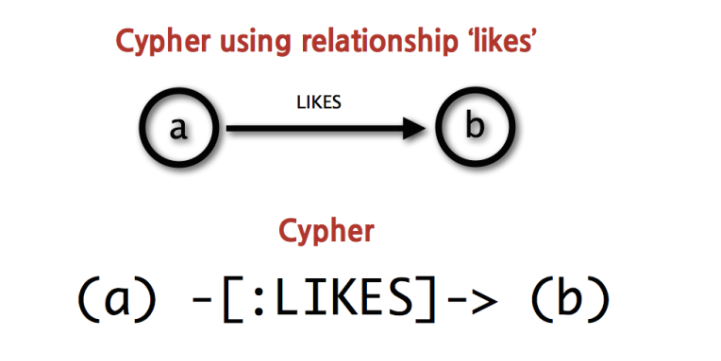 Cypher using relationship ‘likes’
LIKES
a
b
Cypher
(a) -[:LIKES]-> (b)